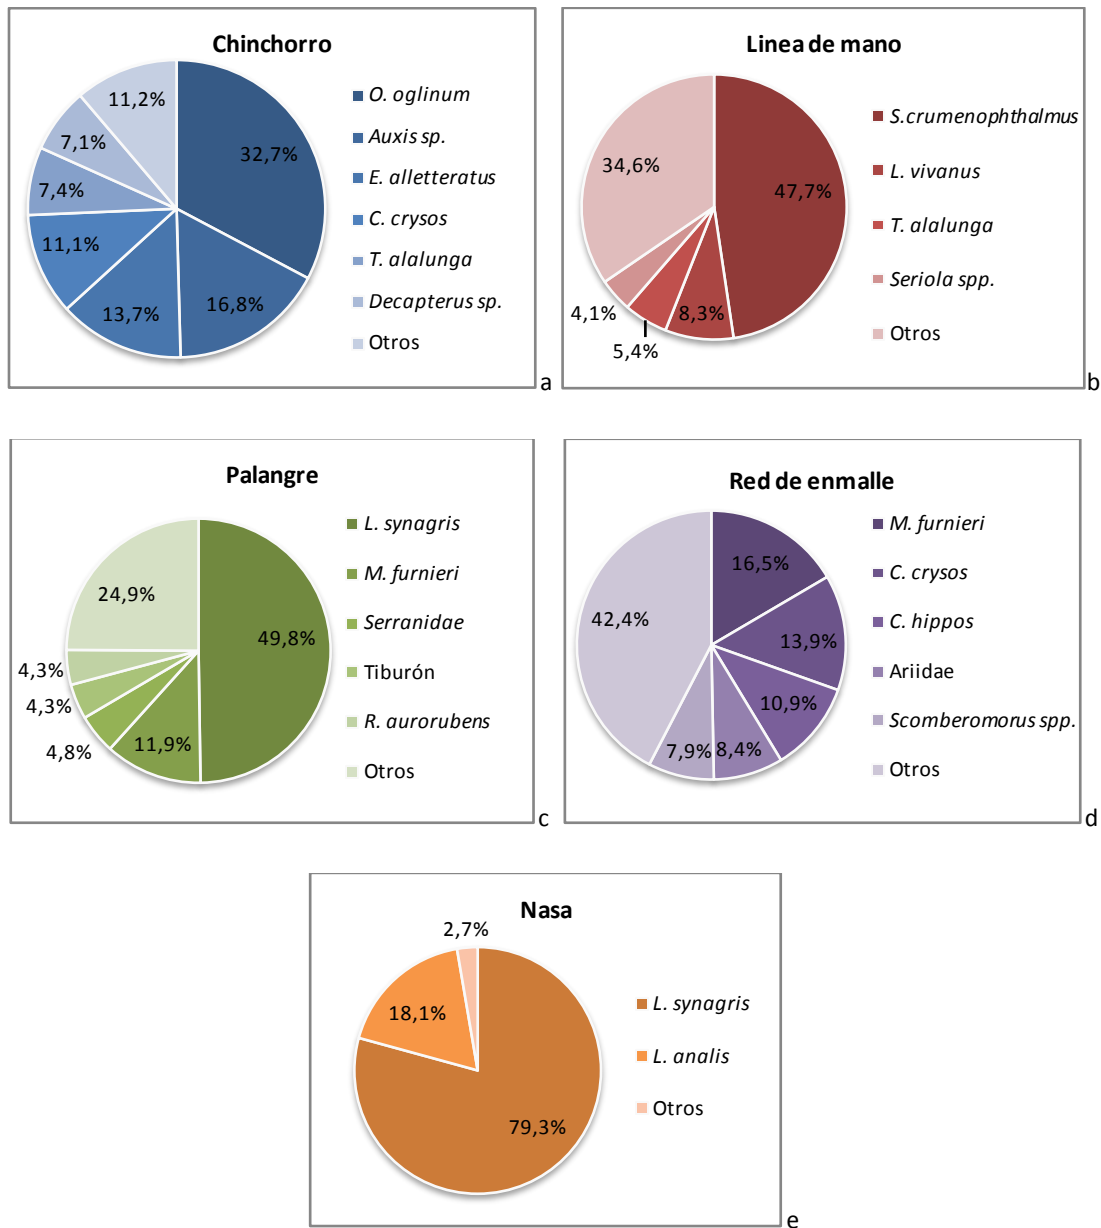 Chinchorro
11,2%
7,1%
7,4%
11,1%
13,7%
16,8%
32,7%
O. oglinum
Auxis sp.
E. alletteratus
C. crysos
T. alalunga
Decapterus sp.
Otros
a
Linea de mano
34,6%
47,7%
4,1%
5,4%
8,3%
S.crumenophthalmus
L. vivanus
T. alalunga
Seriola spp.
Otros
b
Palangre
24,9%
49,8%
4,3%
4,3%
4,8%
11,9%
L. synagris
M. furnieri
Serranidae
Tiburón
R. aurorubens
Otros
c
Red de enmalle
16,5%
42,4%
13,9%
10,9%
8,4%
7,9%
M. furnieri
C. crysos
C. hippos
Ariidae
Scomberomorus spp.
Otros
d
Nasa
2,7%
18,1%
79,3%
L. synagris
L. analis
Otros
e